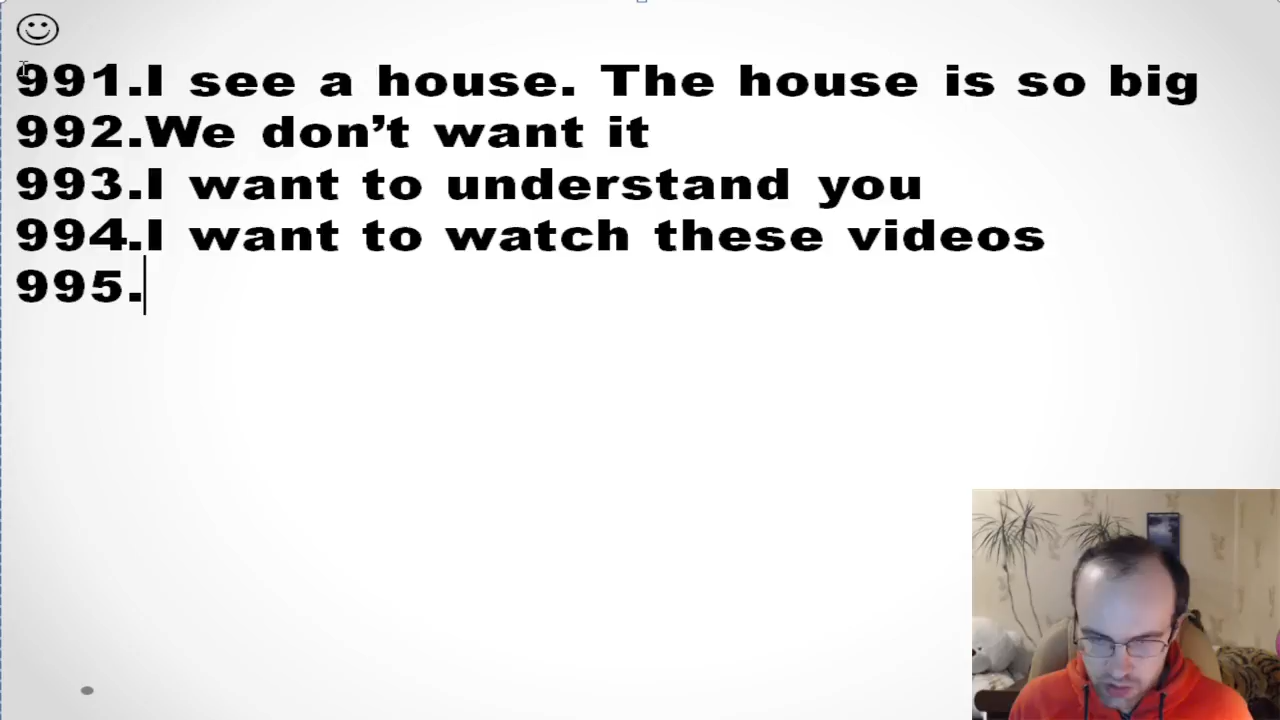 991.I see a house. The house is so big
992.We don't want it
993.I want to understand you
994.I want to watch these videos
995.